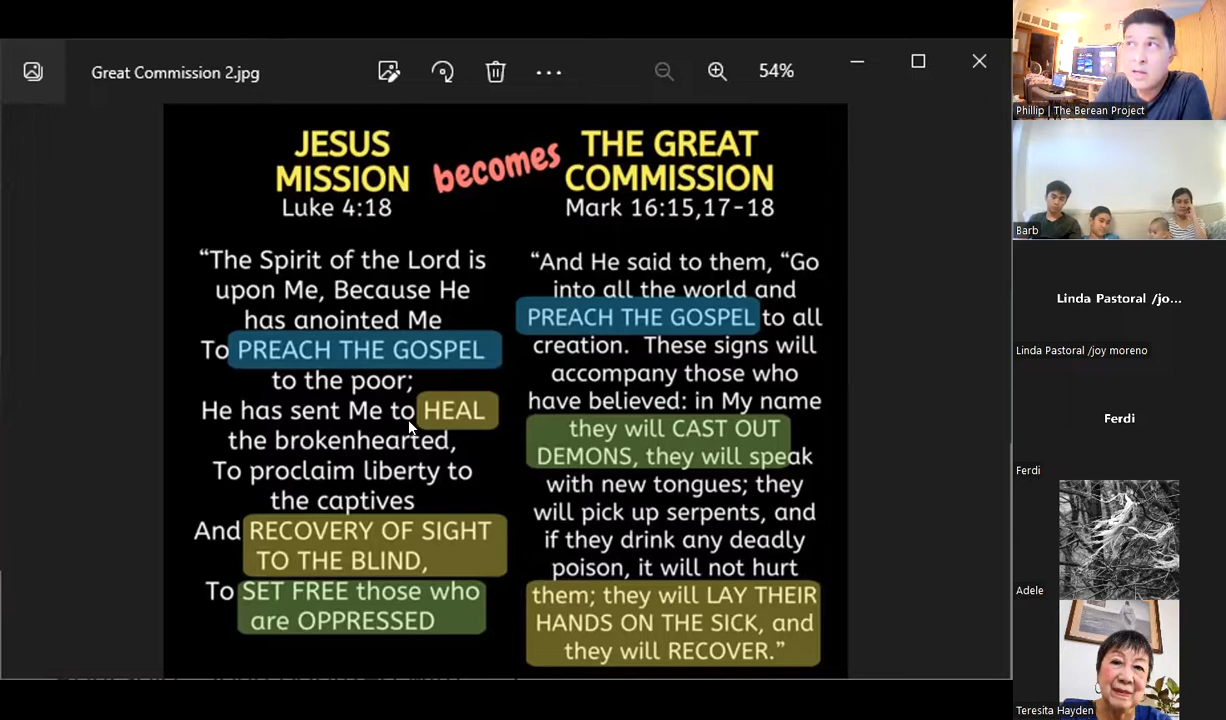 Great Commission 2.jpg
54%
JESUS
MISSION
Luke 4:18
“The Spirit of the Lord is
upon Me, Because He
has anointed Me
To PREACH THE GOSPEL
to the poor;
He has sent Me to HEAL
the brokenhearted,
To proclaim liberty to
the captives
And RECOVERY OF SIGHT
TO THE BLIND,
To SET FREE those who
are OPPRESSED
becomes
THE GREAT
COMMISSION
Mark 16:15,17-18
“And He said to them, “Go
into all the world and
PREACH THE GOSPEL to all
creation. These signs will
accompany those who
have believed: in My name
they will CAST OUT
DEMONS, they will speak
with new tongues; they
will pick up serpents, and
if they drink any deadly
poison, it will not hurt
them; they will LAY THEIR
HANDS ON THE SICK, and
they will RECOVER.”
Phillip | The Berean Project
Barb
Linda Pastoral /jo...
Linda Pastoral /joy moreno
Ferdi
Ferdi
Adele
Teresita Hayden